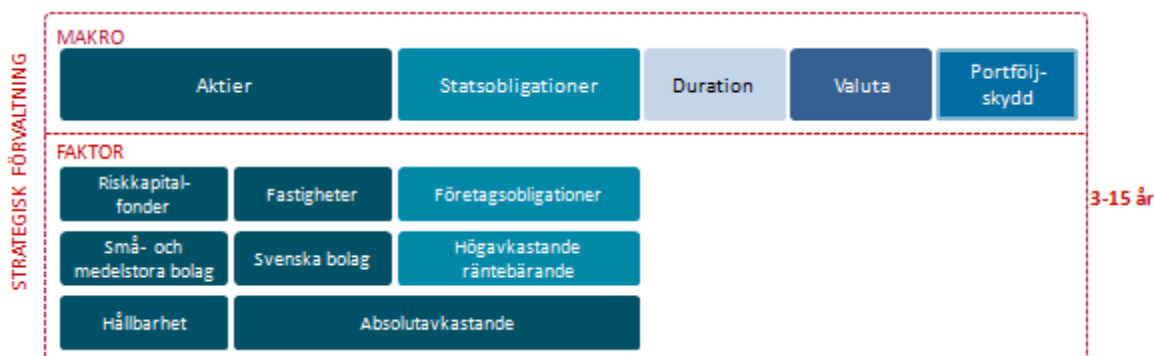 STRATEGISK FÖRVALTNING
MAKRO
Aktier
Statsobligationer
Duration
Valuta
Portfölj-
skydd
FAKTOR
Riskkapital-
fonder
Fastigheter
Företagsobligationer
Små- och
medelstora bolag
Svenska bolag
Högavkastande
räntebärande
Hållbarhet
Absolutavkastande
3-15 år